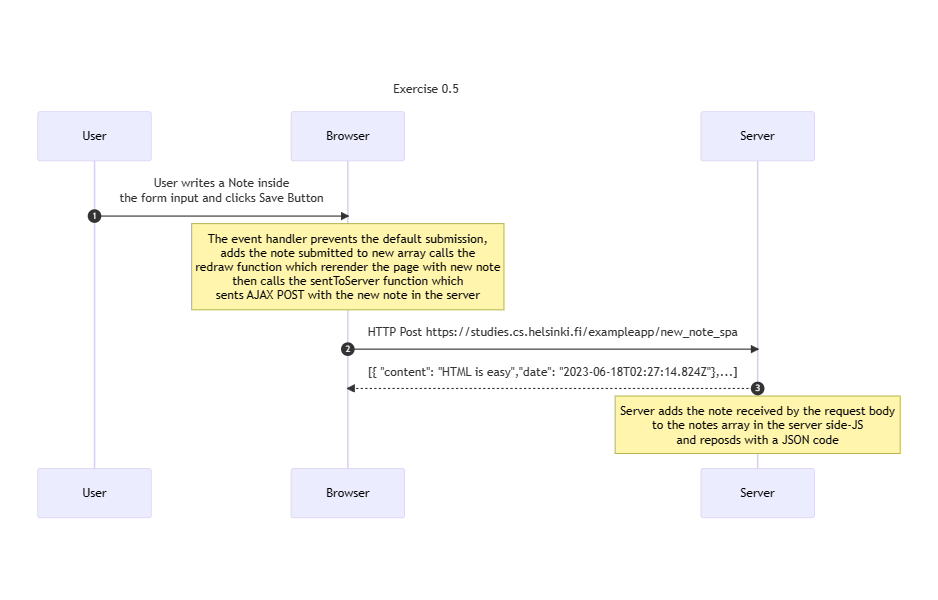 Exercise 0.5
User
Browser
Server
User writes a Note inside
the form input and clicks Save Button
1
The event handler prevents the default submission,
adds the note submitted to new array calls the
redraw function which rerender the page with new note
then calls the sentToServer function which
sents AJAX POST with the new note in the server
HTTP Post https://studies.cs.helsinki.fi/exampleapp/new_note_spa
2
[{ "content": "HTML is easy","date": "2023-06-18T02:27:14.824Z"},...]
3
Server adds the note received by the request body
to the notes array in the server side-JS
and reposds with a JSON code
User
Browser
Server